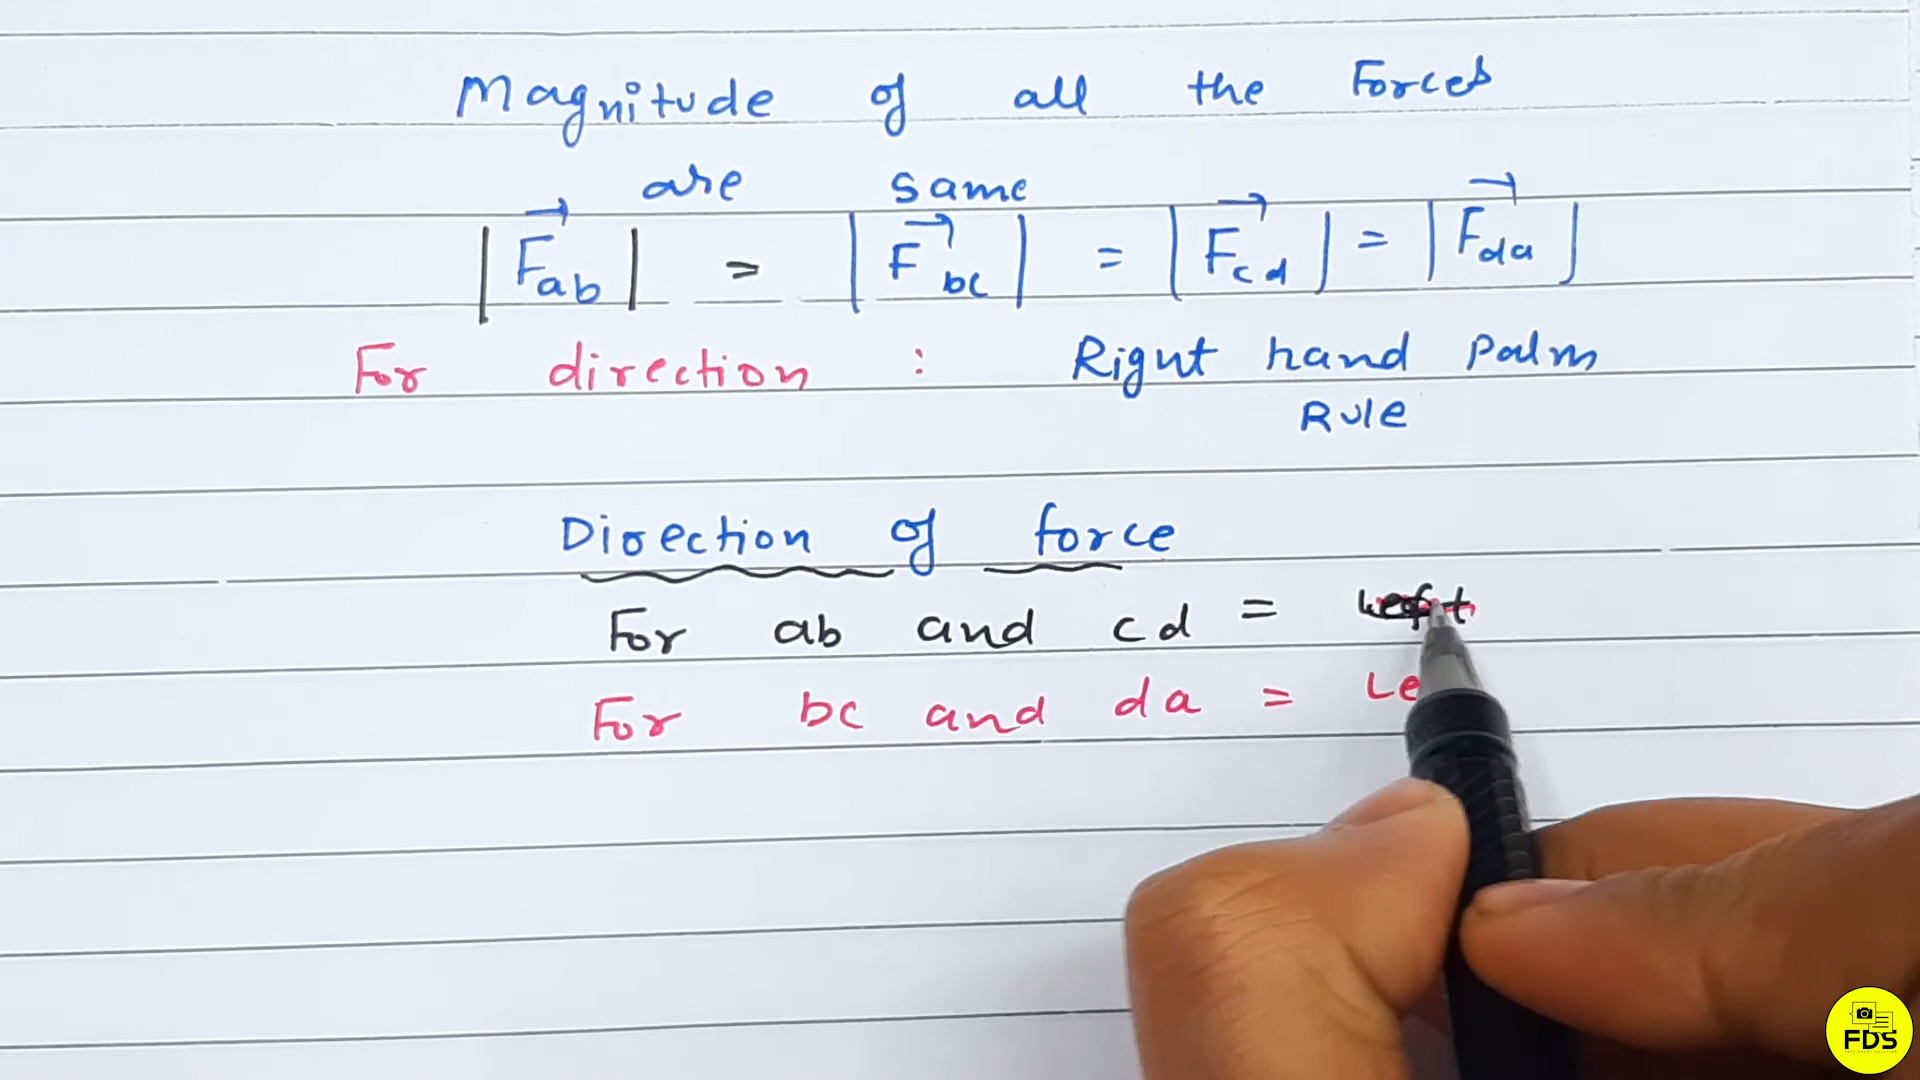 Magnitude of all the Forces
are same
|F→ab| = |F→bc| = |F→cd| = |F→da|
For direction : Right hand Palm
RULE
Direction of force
For ab and cd =
For bc and da = Le
FDS